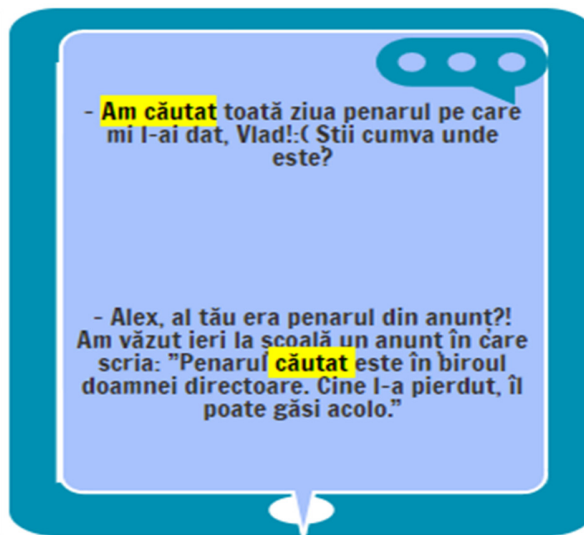 - Am căutat toată ziua penarul pe care
mi l-ai dat, Vlad!:( Știi cumva unde
este?
- Alex, al tău era penarul din anunț?!
Am văzut ieri la școală un anunț în care
scria: ”Penarul căutat este în biroul
doamnei directoare. Cine l-a pierdut, îl
poate găsi acolo.”